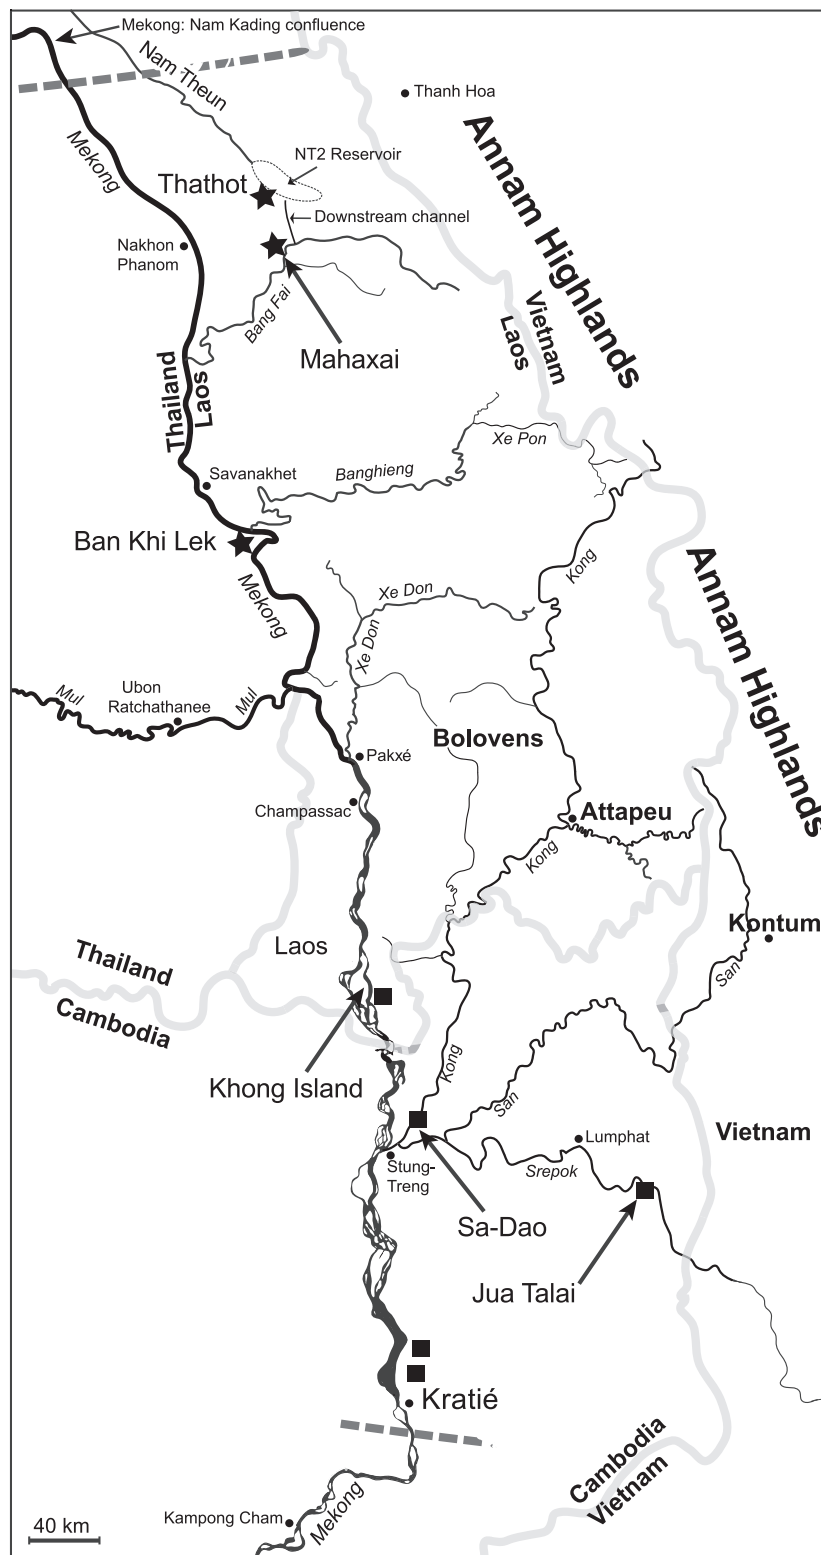 Mekong: Nam Kading confluence
Nam Theun
Thanh Hoa
Annam Highlands
Mekong
NT2 Reservoir
Thathot
Downstream channel
Nakhon
Phanom
Bang Fai
Mahaxai
Vietnam
Laos
Thailand
Laos
Xe Pon
Savanakhet
Banghieng
Ban Khi Lek
Kong
Annam Highlands
Mekong
Xe Don
Xe Don
Mul
Ubon
Ratchathanee
Mul
Bolovens
Pakxé
Champassac
Attapeu
Kong
Kontum
Laos
Thailand
Cambodia
San
Khong Island
Kong
San
Vietnam
Lumphat
Stung-
Treng
Srepok
Sa-Dao
Jua Talai
Kratié
Cambodia
Vietnam
Mekong
Kampong Cham
40 km